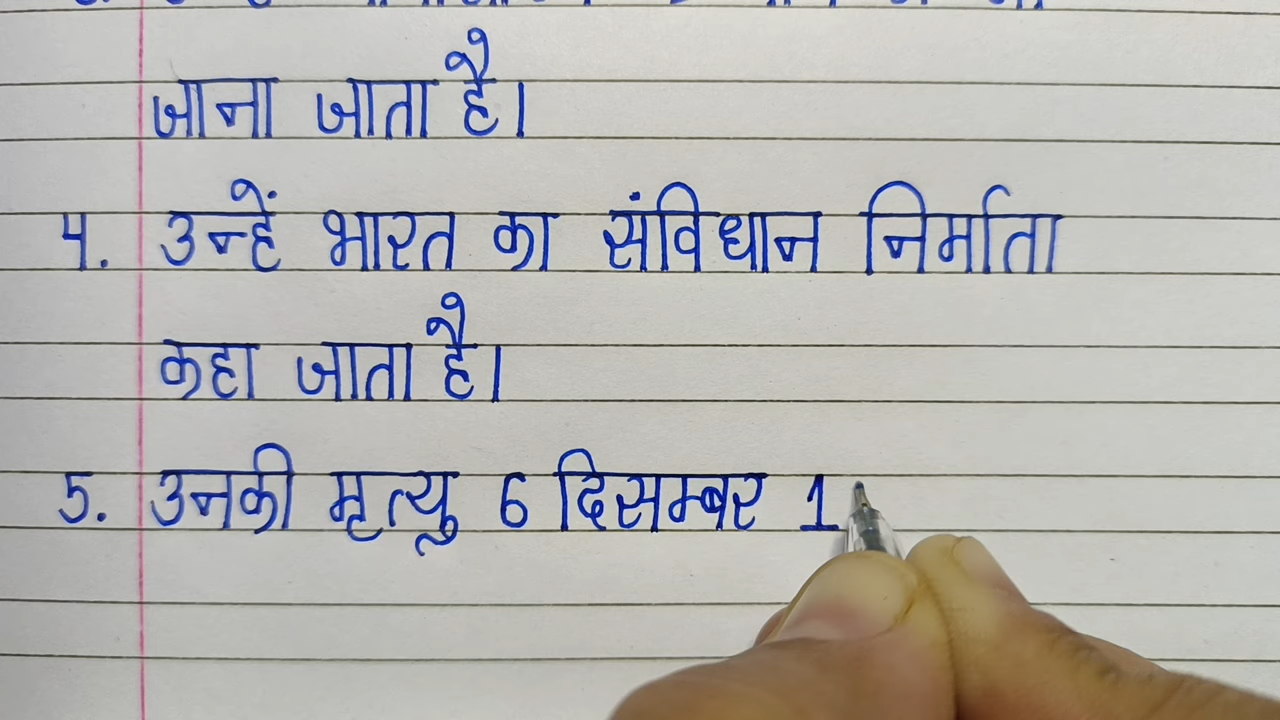 जाना जाता है।
4. उन्हें भारत का संविधान निर्माता
कहा जाता है।
5. उनकी मृत्यु 6 दिसम्बर 1